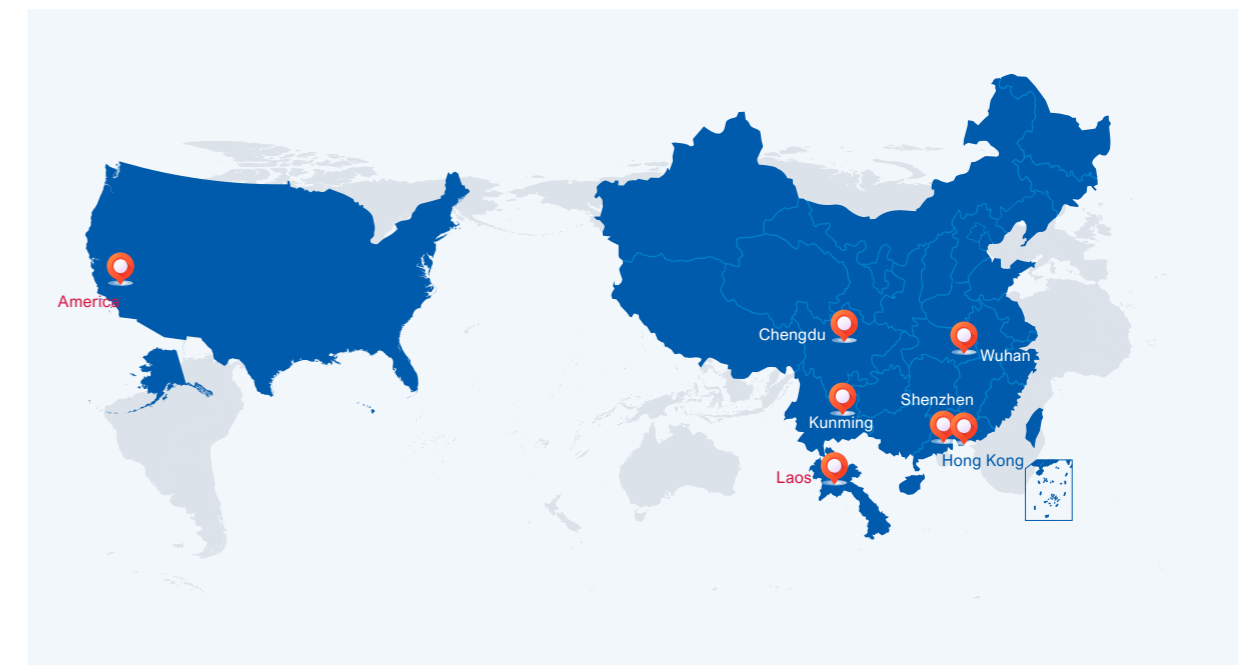 America
Chengdu
Wuhan
Shenzhen
Kunming
Hong Kong
Laos